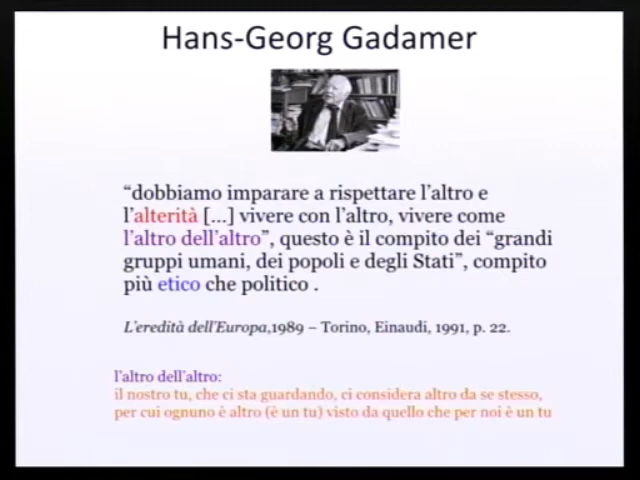 Hans-Georg Gadamer
“dobbiamo imparare a rispettare l’altro e
l’alterità [...] vivere con l’altro, vivere come
l’altro dell’altro”, questo è il compito dei “grandi
gruppi umani, dei popoli e degli Stati”, compito
più etico che politico .
L’eredità dell’Europa,1989 – Torino, Einaudi, 1991, p. 22.
l’altro dell’altro:
il nostro tu, che ci sta guardando, ci considera altro da se stesso,
per cui ognuno è altro (è un tu) visto da quello che per noi è un tu